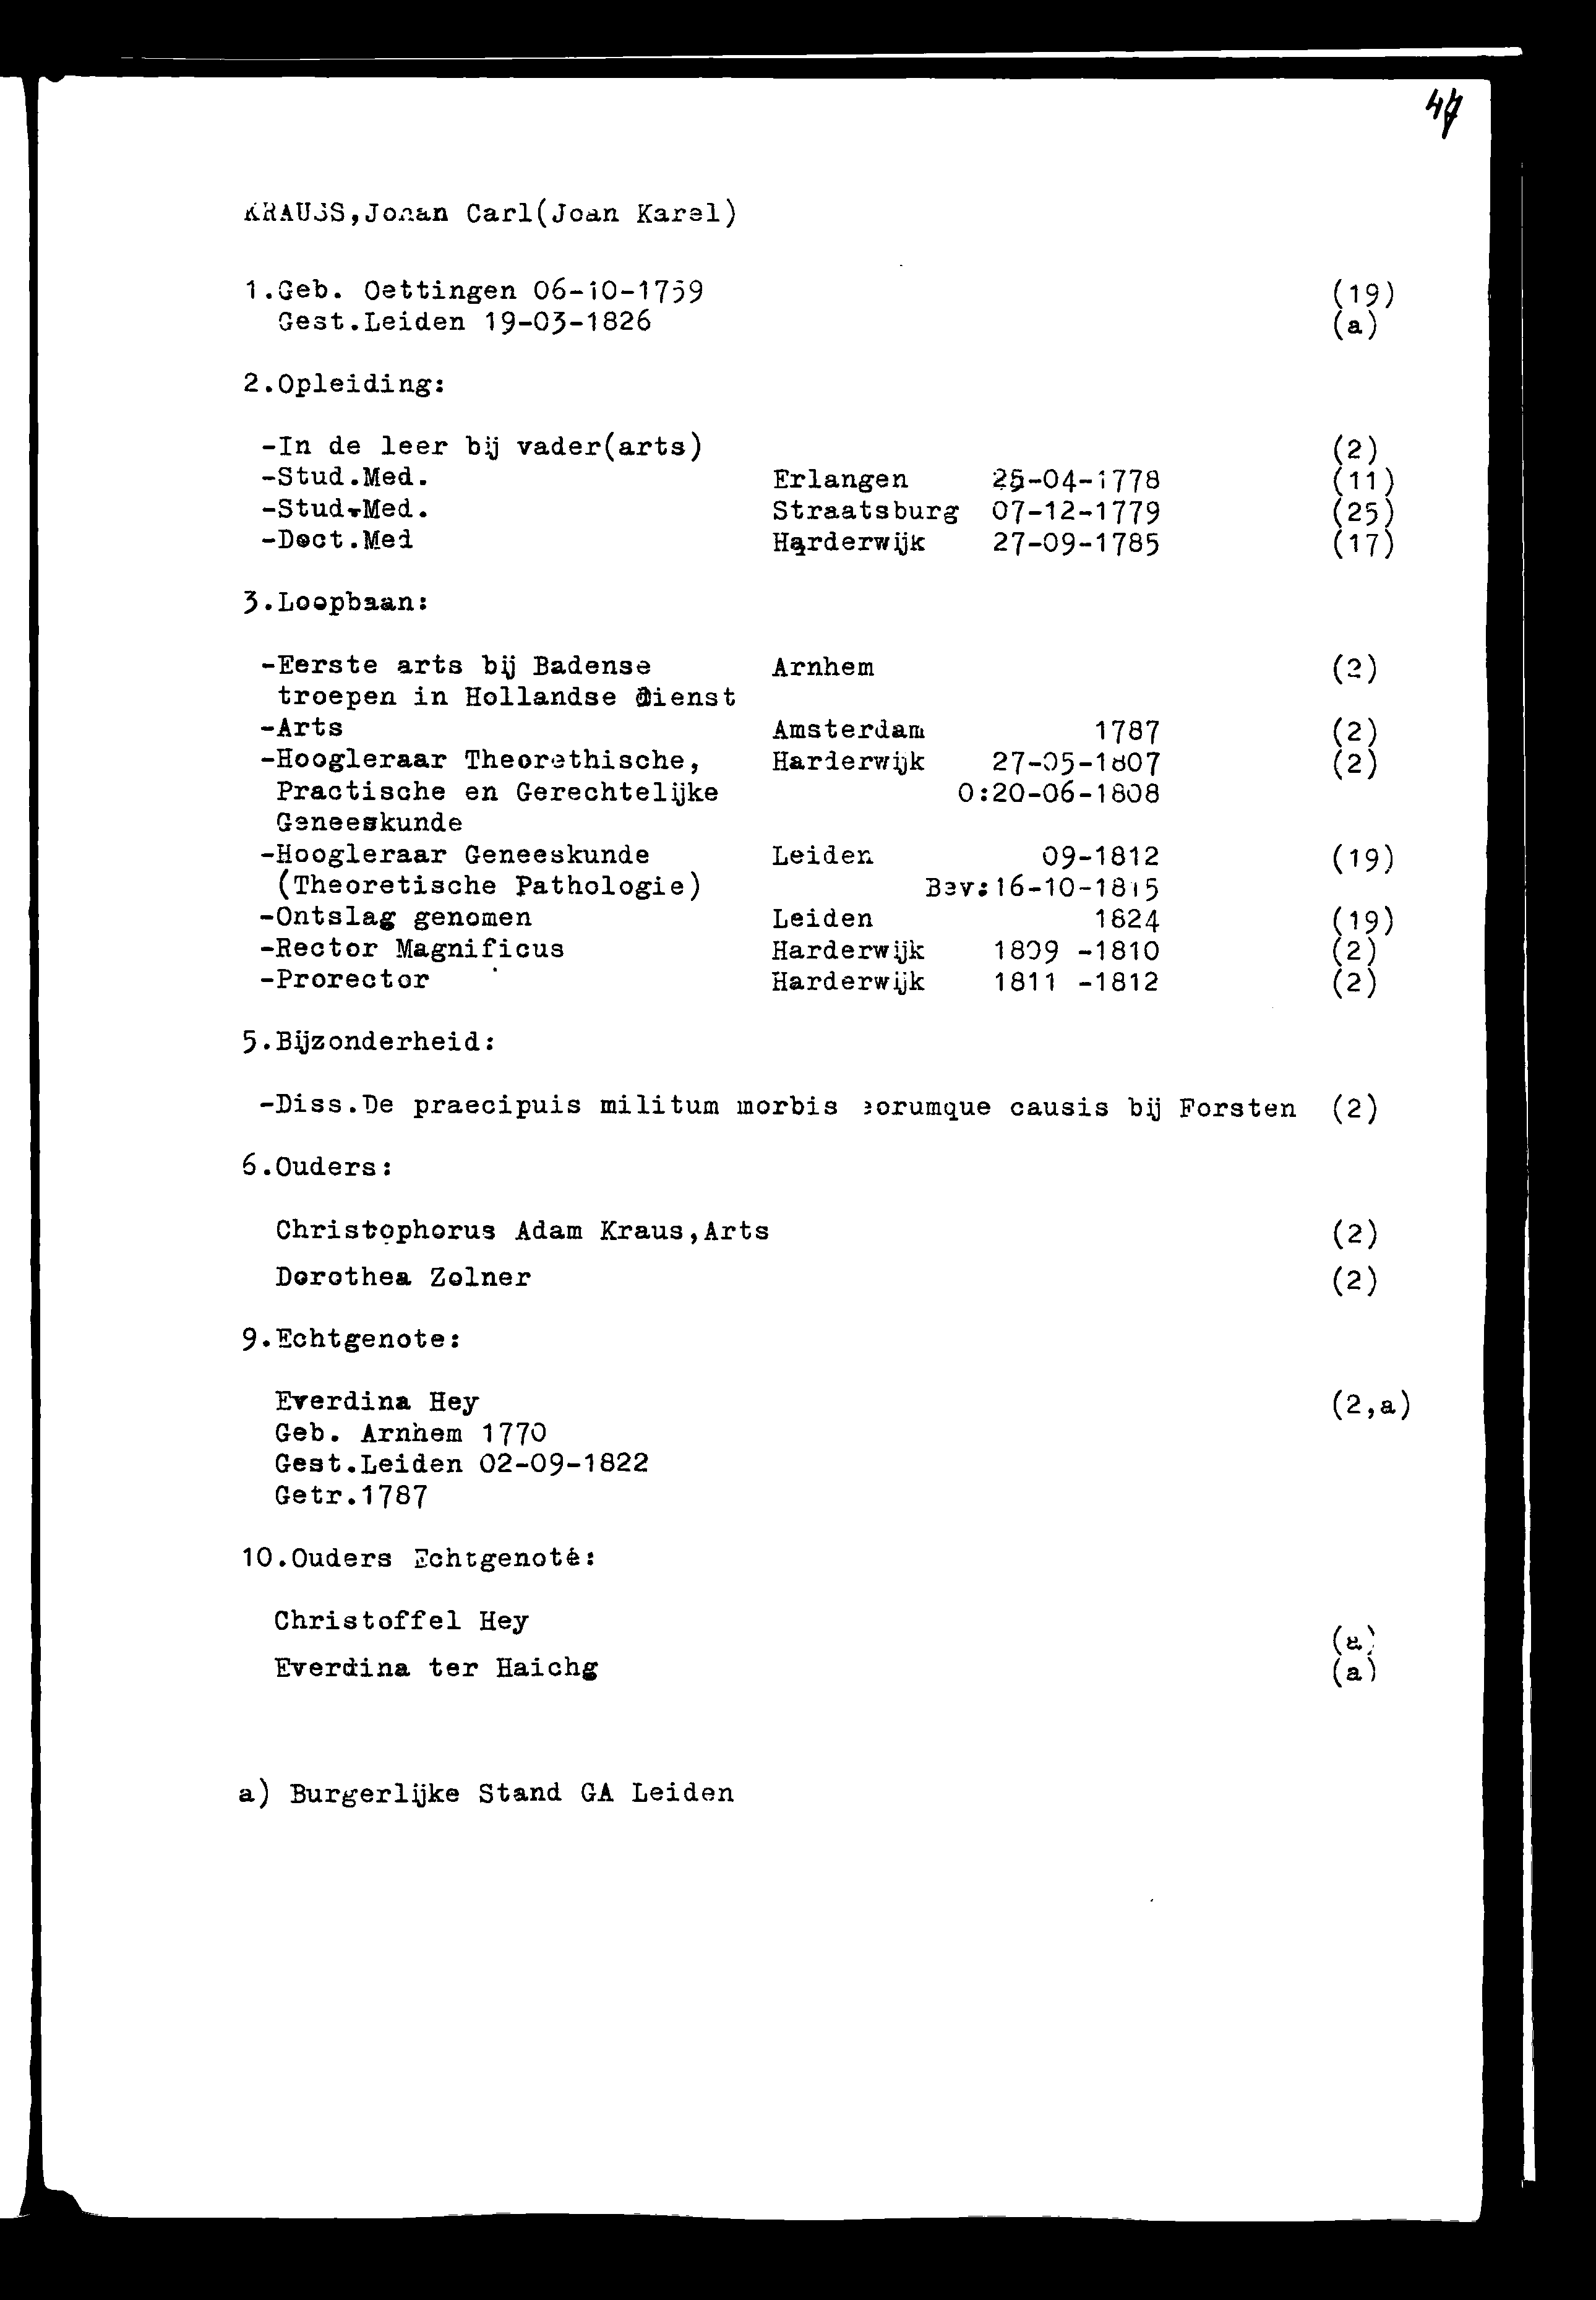 KRAUSS,Johan Carl(Joan Karel)
1.Geb. Oettingen 06-10-1759 (19)
Gest.Leiden 19-03-1826 (a)
2.Opleiding:
-In de leer bij vader(arts) (2)
-Stud.Med. Erlangen 25-04-1778 (11)
-Stud.Med. Straatsburg 07-12-1779 (25)
-Doct.Med Harderwijk 27-09-1785 (17)
3.Loopbaan:
-Eerste arts bij Badense Arnhem (2)
troepen in Hollandse dienst
-Arts Amsterdam 1787 (2)
-Hoogleraar Theorethische, Harderwijk 27-05-1807 (2)
Practische en Gerechtelijke O:20-06-1808
Geneeskunde
-Hoogleraar Geneeskunde Leiden 09-1812 (19)
(Theoretische Pathologie) Bev:16-10-1815
-Ontslag genomen Leiden 1824 (19)
-Rector Magnificus Harderwijk 1809 -1810 (2)
-Prorector Harderwijk 1811 -1812 (2)
5.Bijzonderheid:
-Diss.De praecipuis militum morbis eorumque causis bij Forsten (2)
6.Ouders:
Christophorus Adam Kraus,Arts (2)
Dorothea Zolner (2)
9.Echtgenote:
Everdina Hey (2,a)
Geb. Arnhem 1770
Gest.Leiden 02-09-1822
Getr.1787
10.Ouders Echtgenote:
Christoffel Hey (a)
Everdina ter Haichg (a)
a) Burgerlijke Stand GA Leiden